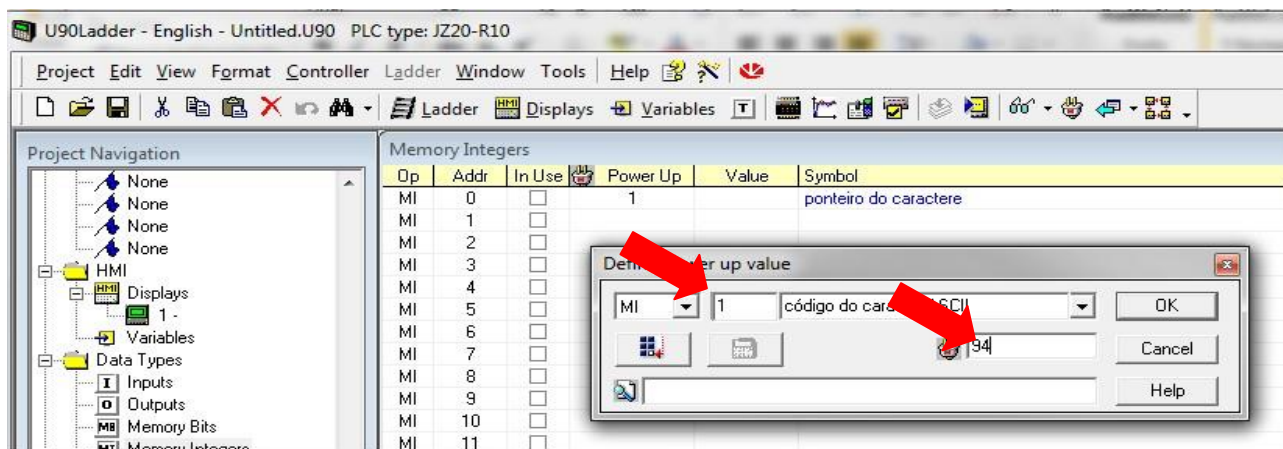 U90Ladder - English - Untitled.U90 PLC type: JZ20-R10
Project Edit View Format Controller Ladder Window Tools Help
Ladder Displays Variables
Project Navigation
None
None
None
None
HMI
Displays
1 -
Variables
Data Types
Inputs
Outputs
Memory Bits
Memory Integers
Memory Integers
Op Addr In Use Power Up Value Symbol
MI 0 1 ponteiro do caractere
MI 1
MI 2
MI 3
MI 4
MI 5
MI 6
MI 7
MI 8
MI 9
MI 10
MI 11
er up value
MI 1 código do OK
94 Cancel
Help